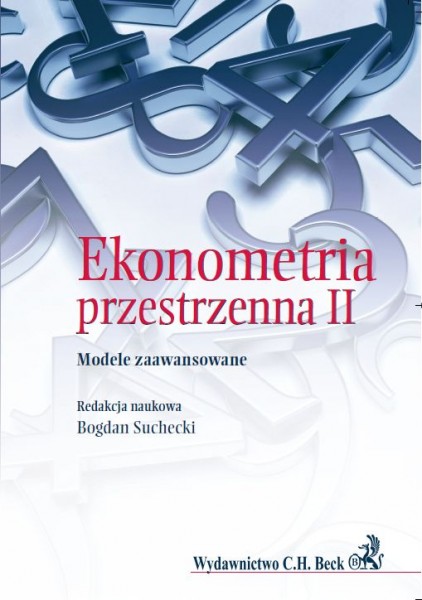 Ekonometria
przestrzenna II
Modele zaawansowane
Redakcja naukowa
Bogdan Suchecki
Wydawnictwo C.H. Beck